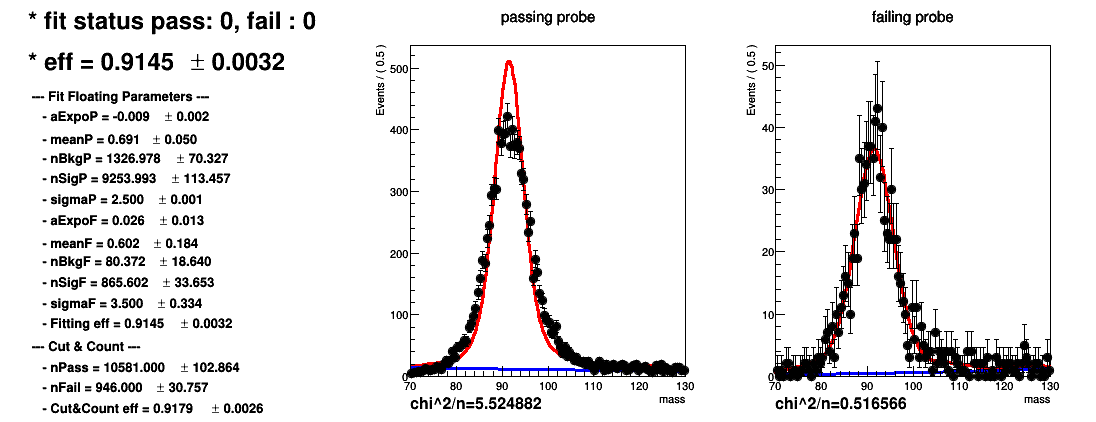 * fit status pass: 0, fail : 0
* eff = 0.9145 ± 0.0032
--- Fit Floating Parameters ---
- aExpoP = -0.009 ± 0.002
- meanP = 0.691 ± 0.050
- nBkgP = 1326.978 ± 70.327
- nSigP = 9253.993 ± 113.457
- sigmaP = 2.500 ± 0.001
- aExpoF = 0.026 ± 0.013
- meanF = 0.602 ± 0.184
- nBkgF = 80.372 ± 18.640
- nSigF = 865.602 ± 33.653
- sigmaF = 3.500 ± 0.334
- Fitting eff = 0.9145 ± 0.0032
--- Cut & Count ---
- nPass = 10581.000 ± 102.864
- nFail = 946.000 ± 30.757
- Cut&Count eff = 0.9179 ± 0.0026
passing probe
Events / ( 0.5 )
500
400
300
200
100
0
70 80 90 100 110 120 130
mass
chi^2/n=5.524882
failing probe
Events / ( 0.5 )
50
40
30
20
10
0
70 80 90 100 110 120 130
mass
chi^2/n=0.516566